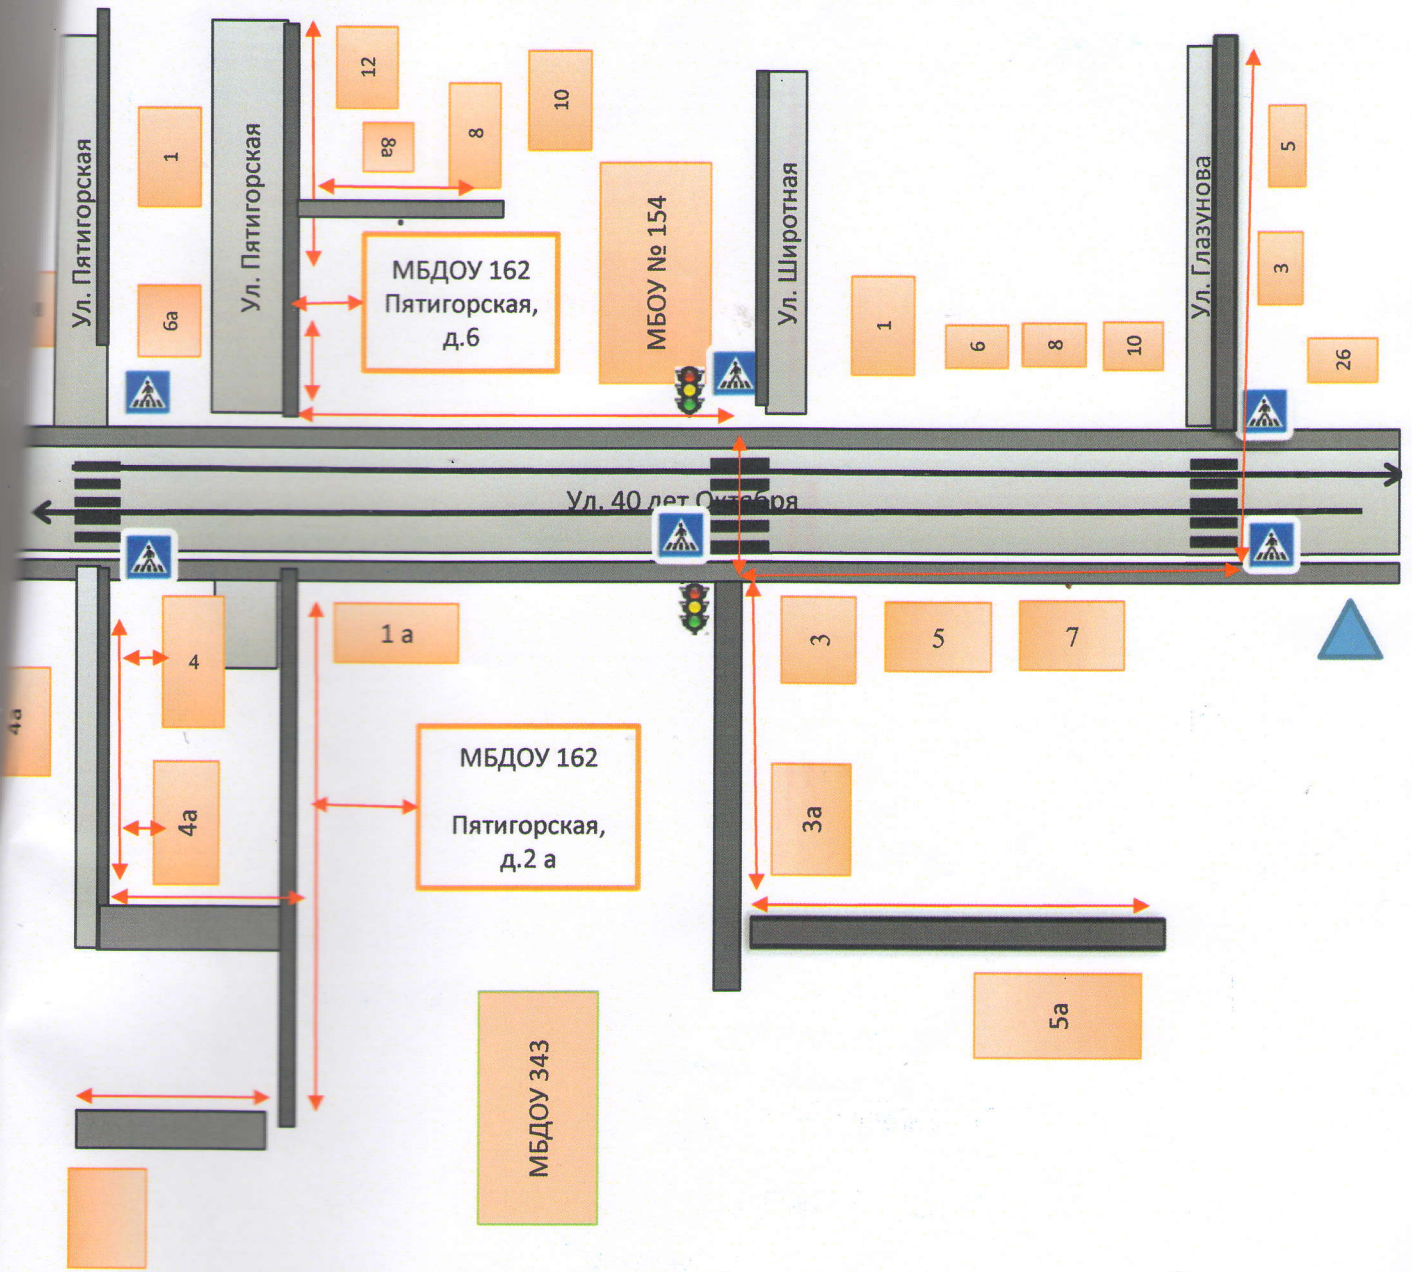 Ул. Пятигорская
1
6а
Ул. Пятигорская
12
8а
8
10
МБДОУ 162
Пятигорская,
д.6
МБОУ № 154
Ул. Широтная
1
6
8
10
Ул. Глазунова
5
3
26
Ул. 40 лет Октября
4а
4
4а
1 а
МБДОУ 162
Пятигорская,
д.2 а
МБДОУ 343
3
5
7
3а
5а